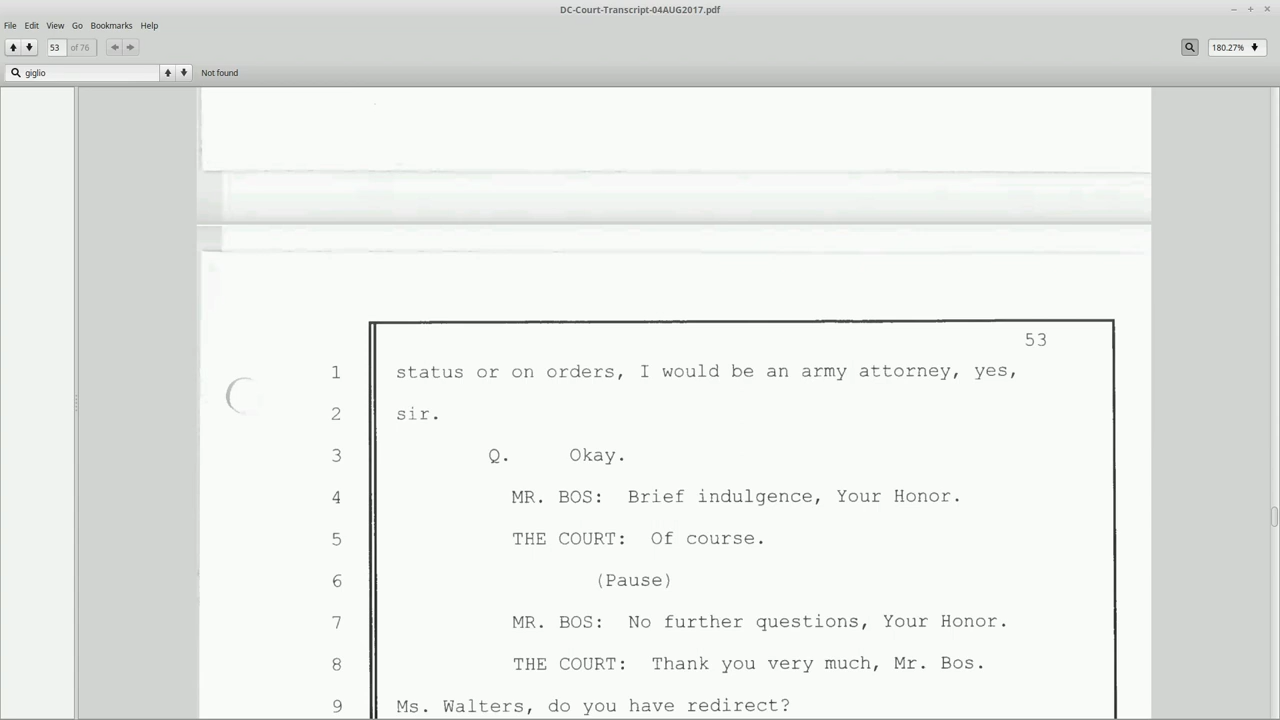 DC-Court-Transcript-04AUG2017.pdf
File Edit View Go Bookmarks Help
53 of 76
180.27%
giglio
Not found
53
1 status or on orders, I would be an army attorney, yes,
2 sir.
3 Q. Okay.
4 MR. BOS: Brief indulgence, Your Honor.
5 THE COURT: Of course.
6 (Pause)
7 MR. BOS: No further questions, Your Honor.
8 THE COURT: Thank you very much, Mr. Bos.
9 Ms. Walters, do you have redirect?